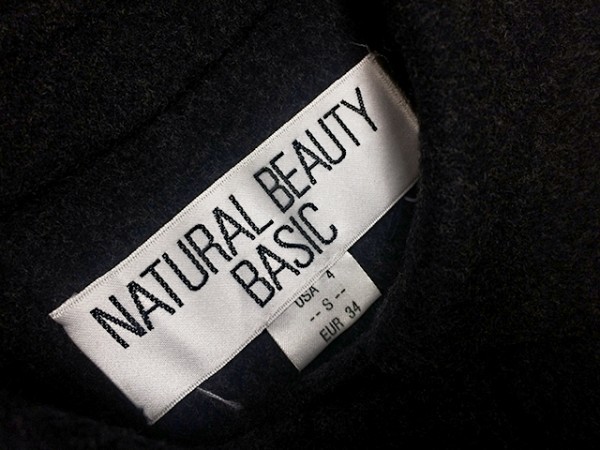 NATURAL BEAUTY
BASIC
USA 4
-- S --
EUR 34